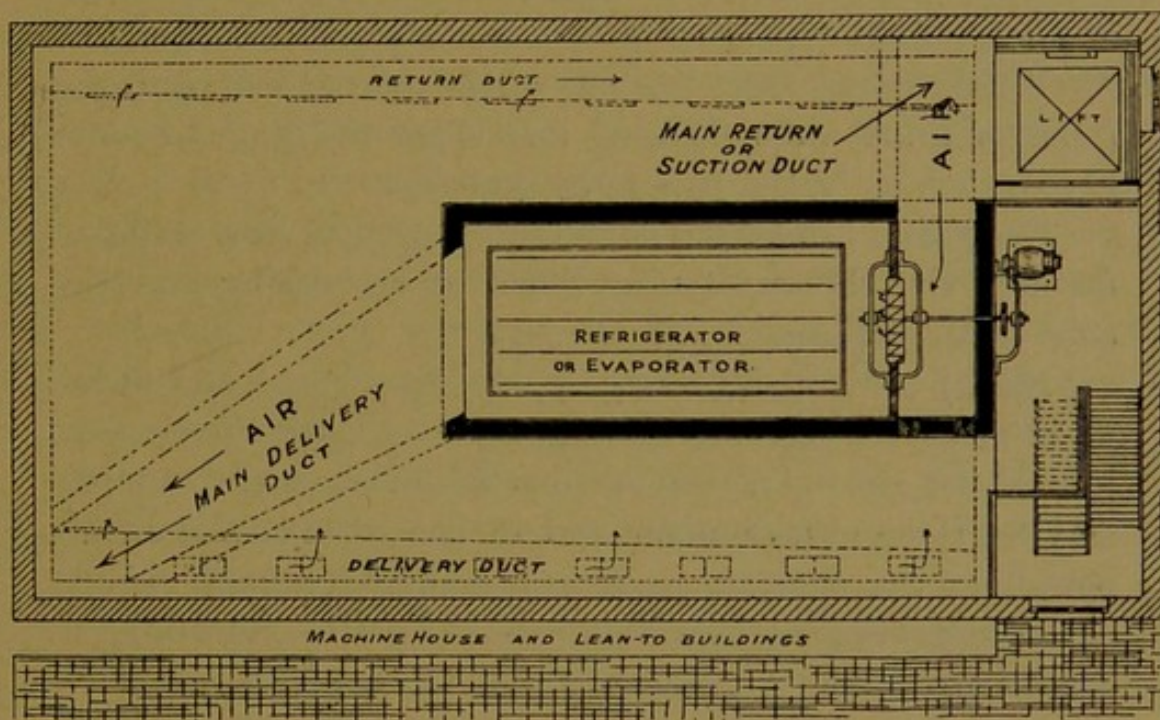 RETURN DUCT
MAIN RETURN
OR
SUCTION DUCT
AIR
LIFT
REFRIGERATOR
OR EVAPORATOR.
AIR
MAIN DELIVERY
DUCT
DELIVERY DUCT
MACHINE HOUSE AND LEAN-TO BUILDINGS